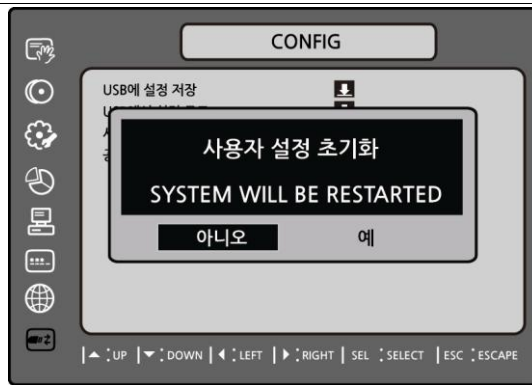 CONFIG
USB에 설정 저장
사용자 설정 초기화
SYSTEM WILL BE RESTARTED
아니오 예
▲ : UP ▼ : DOWN ◀ : LEFT ▶ : RIGHT SEL : SELECT ESC : ESCAPE